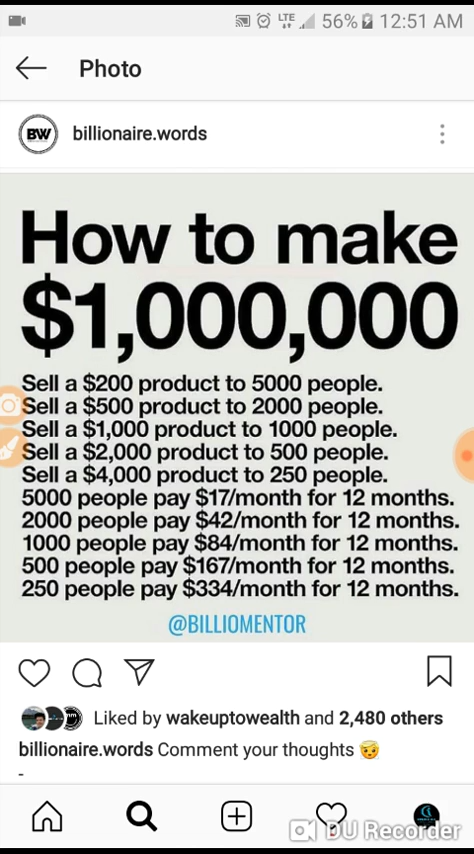 LTE 56% 12:51 AM
Photo
BW billionaire.words
How to make
$1,000,000
Sell a $200 product to 5000 people.
Sell a $500 product to 2000 people.
Sell a $1,000 product to 1000 people.
Sell a $2,000 product to 500 people.
Sell a $4,000 product to 250 people.
5000 people pay $17/month for 12 months.
2000 people pay $42/month for 12 months.
1000 people pay $84/month for 12 months.
500 people pay $167/month for 12 months.
250 people pay $334/month for 12 months.
@BILLIOMENTOR
Liked by wakeuptowealth and 2,480 others
billionaire.words Comment your thoughts 😇
-
DU Recorder